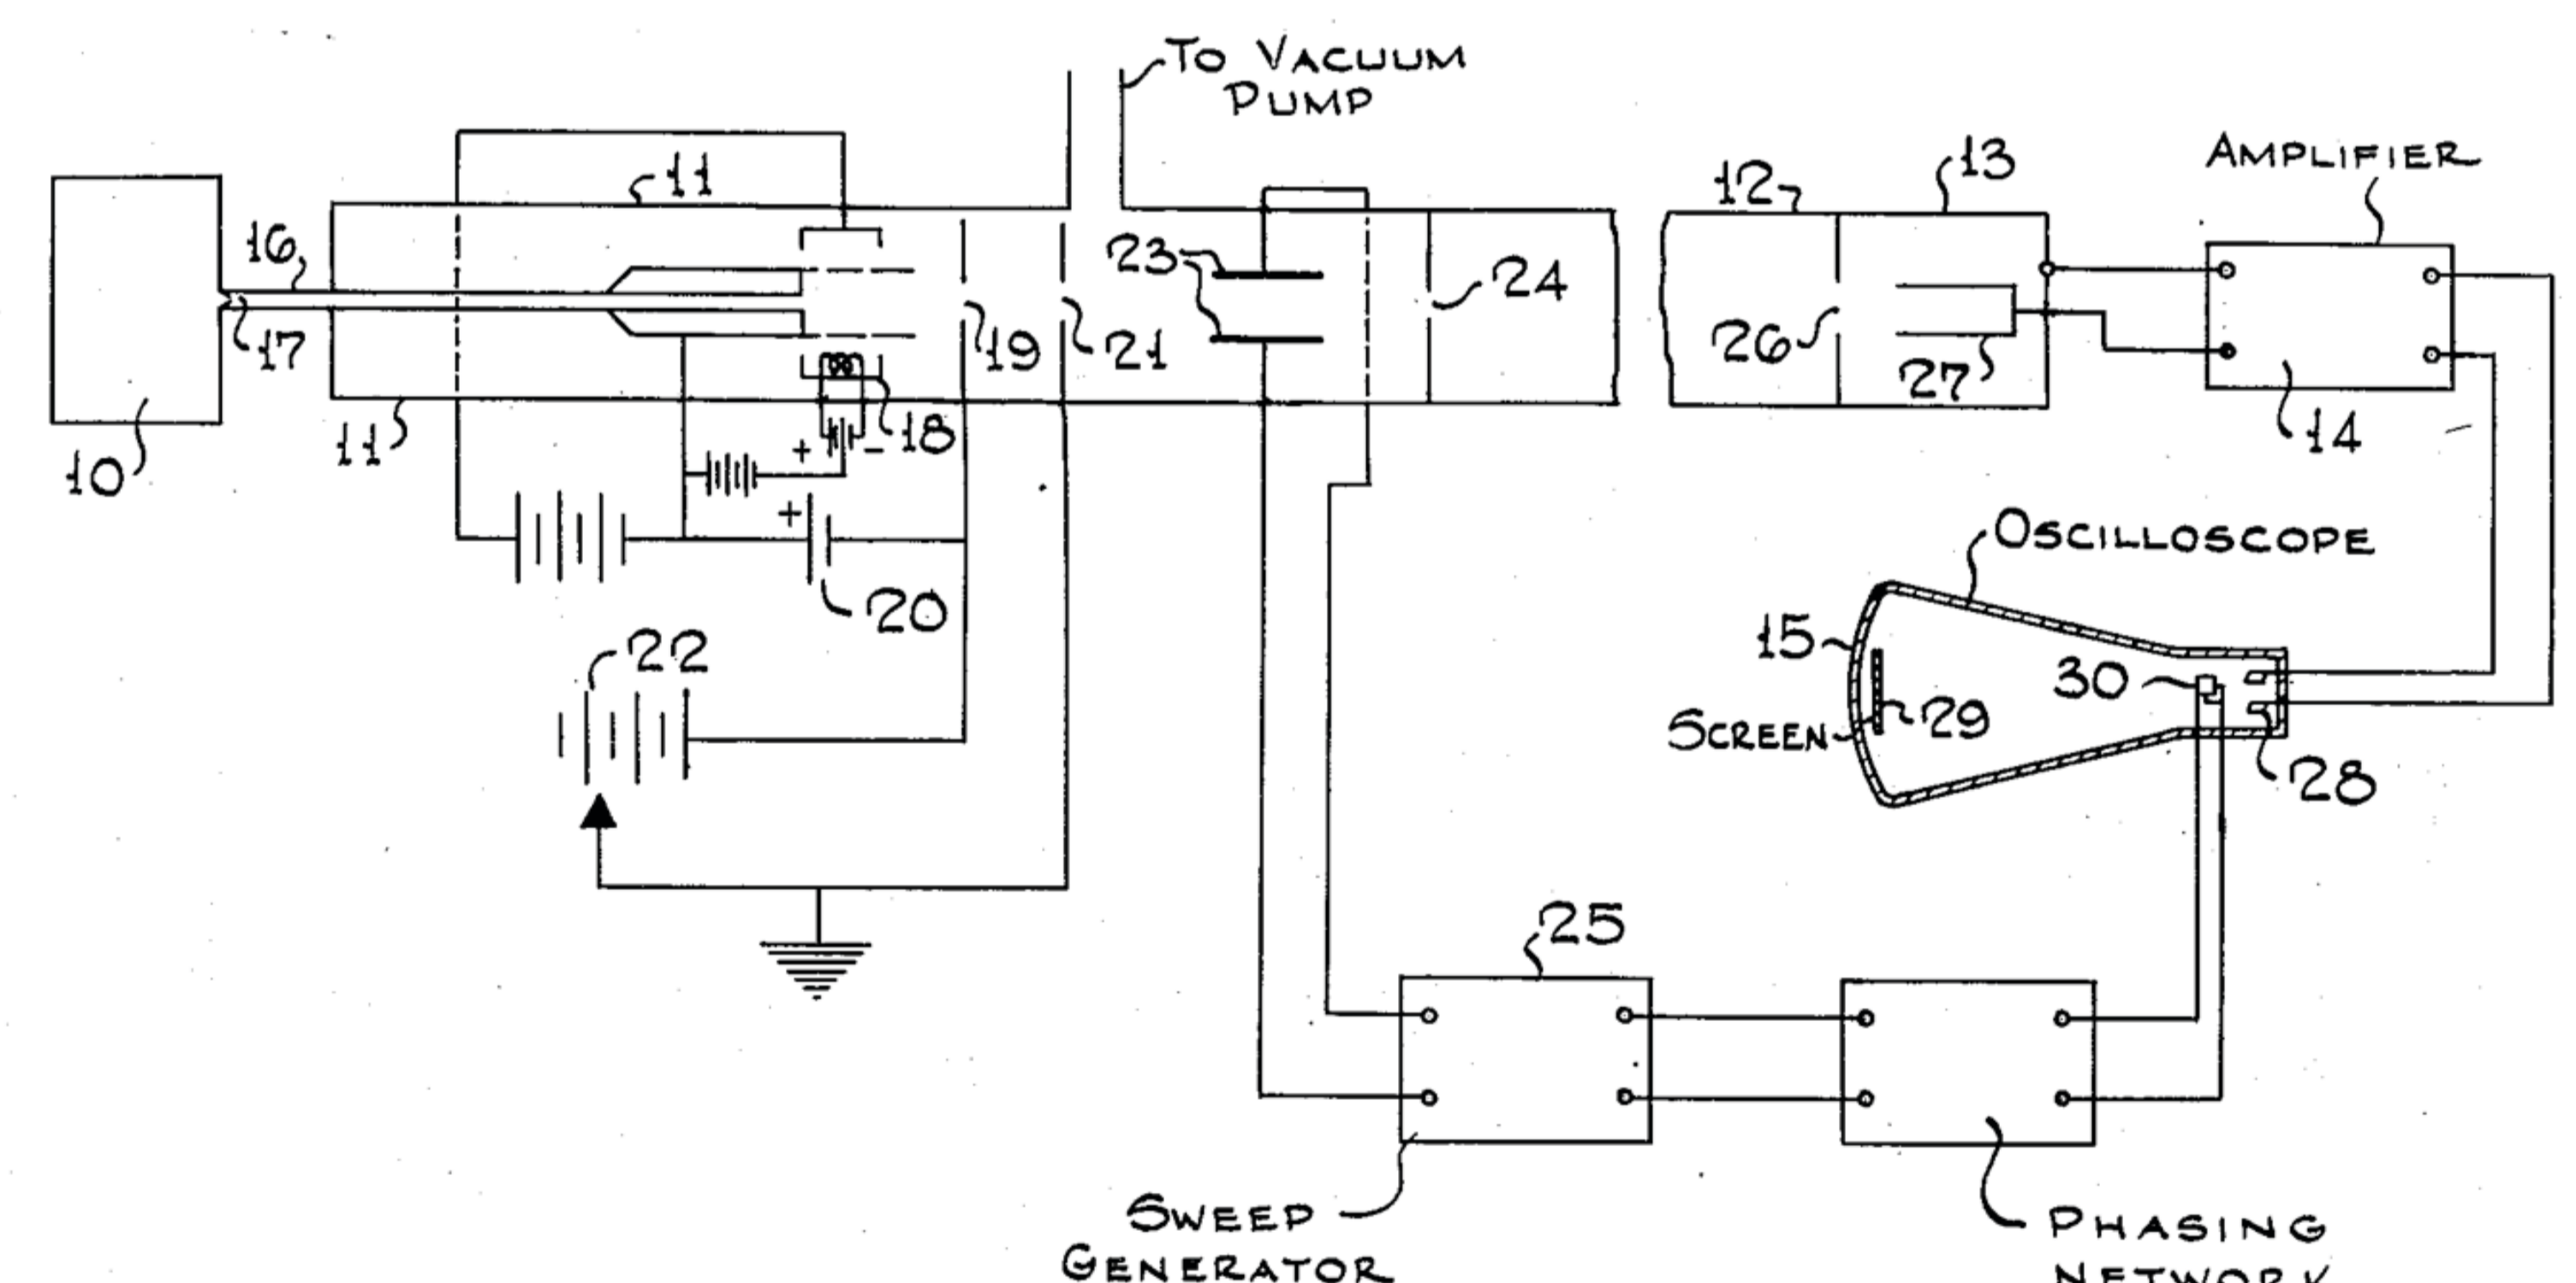 TO VACUUM
PUMP
11
12
13
AMPLIFIER
16
23
24
17
19
21
26
27
18
14
10
11
+
-
+
OSCILLOSCOPE
20
22
15
30
SCREEN
29
28
25
SWEEP
GENERATOR
PHASING
NETWORK